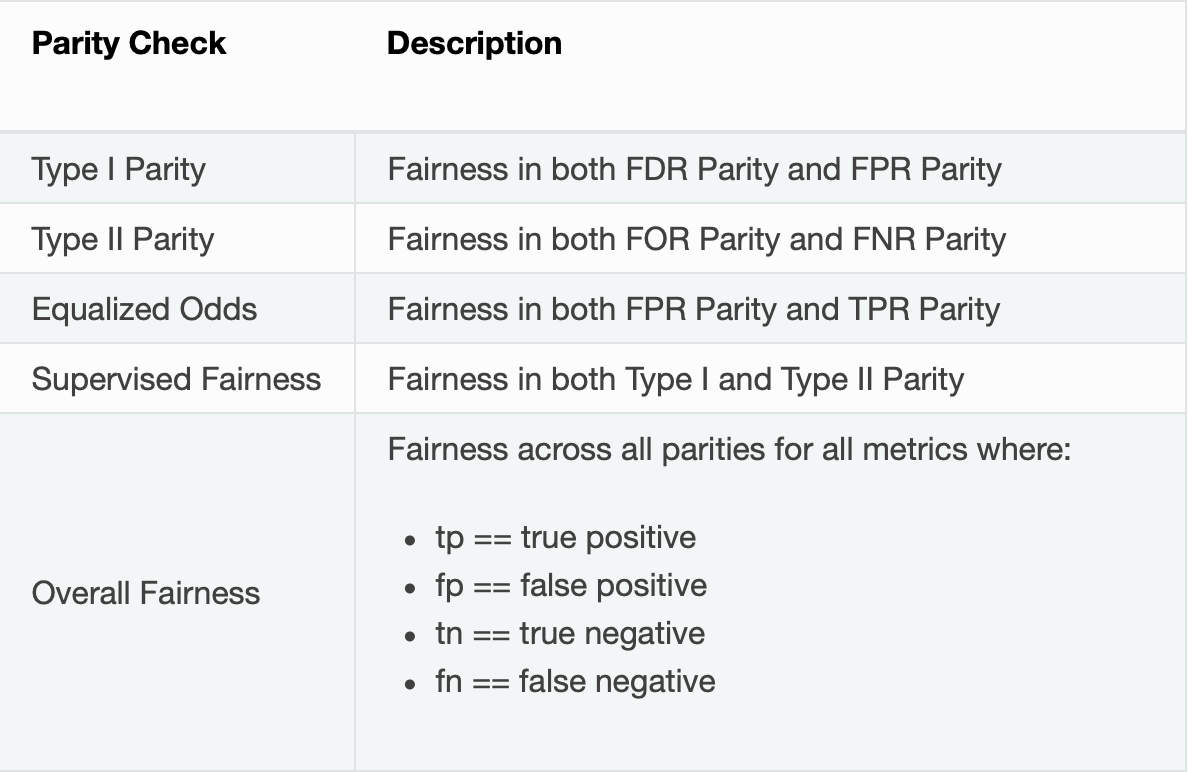 Parity Check Description
Type I Parity Fairness in both FDR Parity and FPR Parity
Type II Parity Fairness in both FOR Parity and FNR Parity
Equalized Odds Fairness in both FPR Parity and TPR Parity
Supervised Fairness Fairness in both Type I and Type II Parity
Overall Fairness
Fairness across all parities for all metrics where:
• tp == true positive
• fp == false positive
• tn == true negative
• fn == false negative